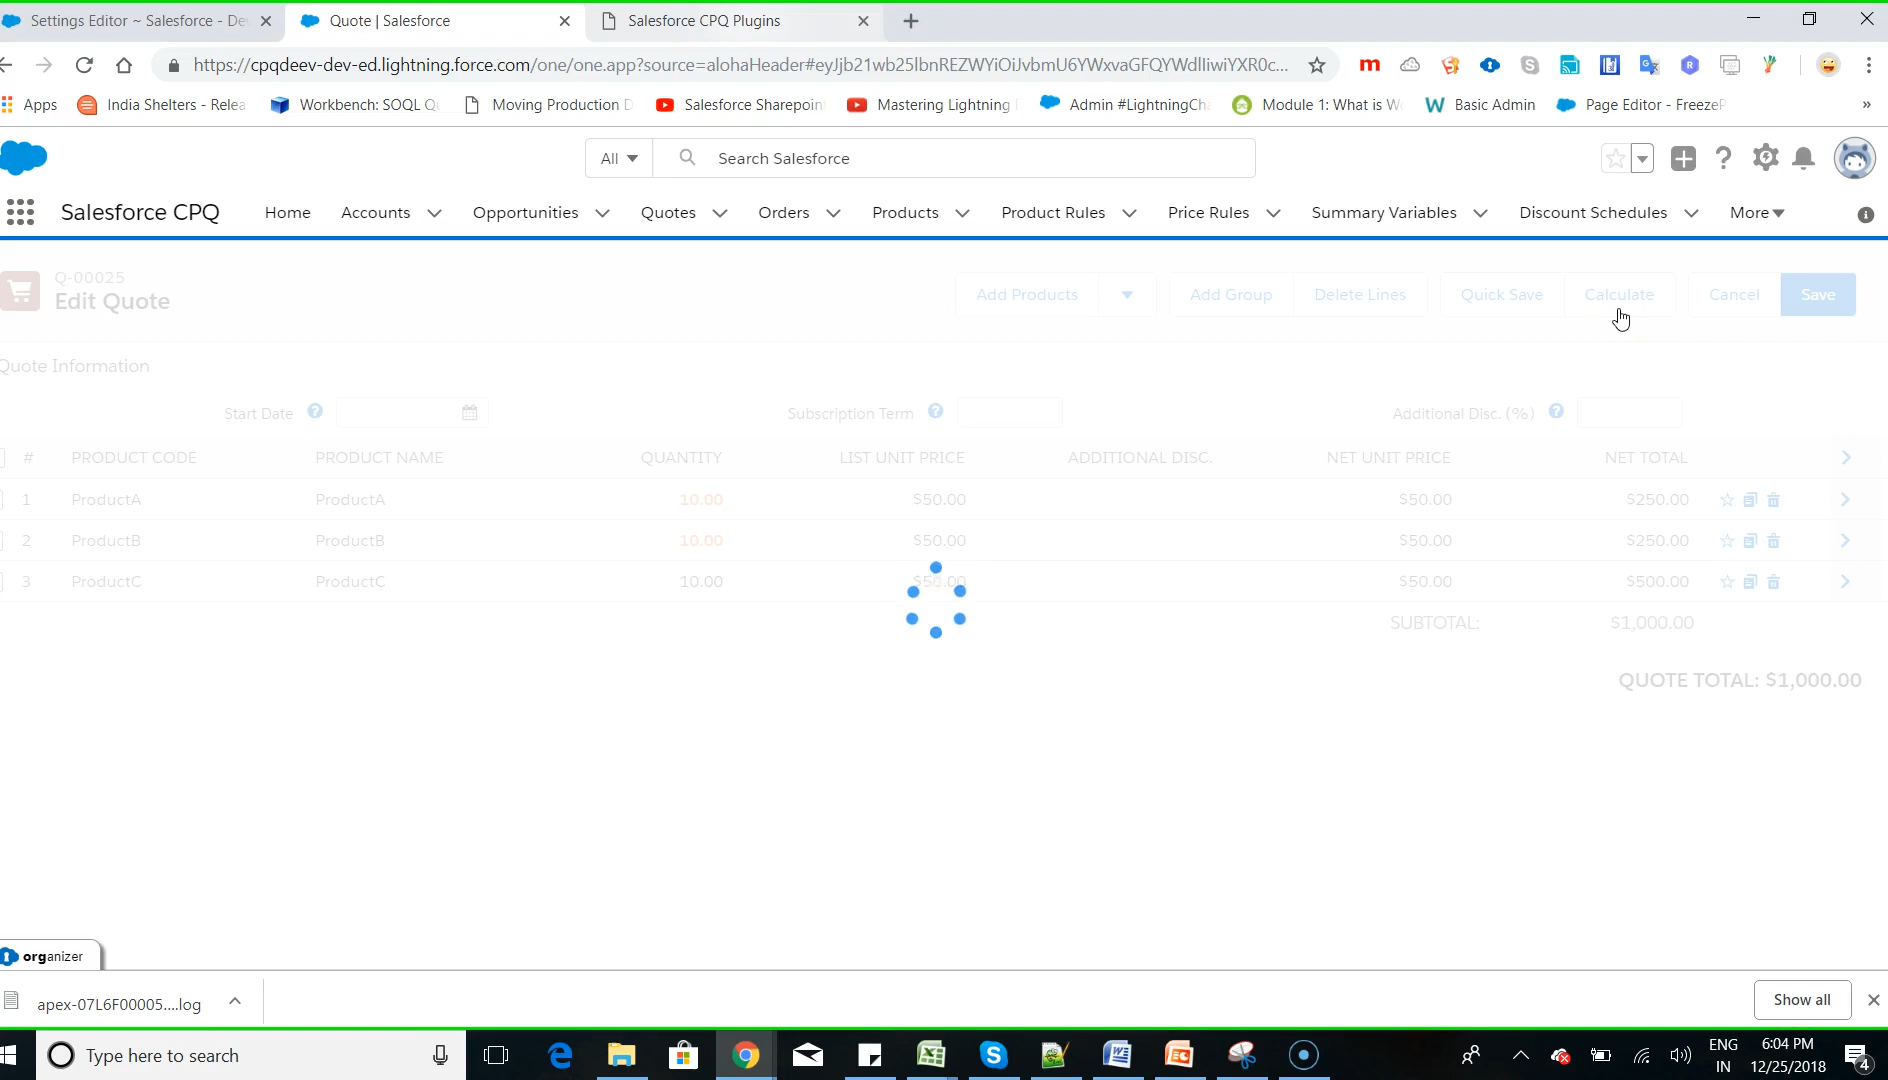 Settings Editor ~ Salesforce - De
Quote | Salesforce
Salesforce CPQ Plugins
https://cpqdeev-dev-ed.lightning.force.com/one/one.app?source=alohaHeader#eyJjb21wb25lbnREZWYiOiJvbmU6YWxvaGFQYWdlIiwiYXR0c...
Apps
India Shelters - Relea
Workbench: SOQL Qu
Moving Production D
Salesforce Sharepoin
Mastering Lightning
Admin #LightningCha
Module 1: What is Wo
Basic Admin
Page Editor - FreezeP
»
All
Search Salesforce
Salesforce CPQ
Home
Accounts
Opportunities
Quotes
Orders
Products
Product Rules
Price Rules
Summary Variables
Discount Schedules
More
Q-00025
Edit Quote
Add Products
Add Group
Delete Lines
Quick Save
Calculate
Cancel
Save
Quote Information
Start Date
Subscription Term
Additional Disc. (%)
# PRODUCT CODE PRODUCT NAME QUANTITY LIST UNIT PRICE ADDITIONAL DISC. NET UNIT PRICE NET TOTAL
1 ProductA ProductA 10.00 $50.00 $50.00 $250.00
2 ProductB ProductB 10.00 $50.00 $50.00 $250.00
3 ProductC ProductC 10.00 $50.00 $50.00 $500.00
SUBTOTAL: $1,000.00
QUOTE TOTAL: $1,000.00
organizer
apex-07L6F00005....log
Show all
Type here to search
ENG
IN
6:04 PM
12/25/2018
4